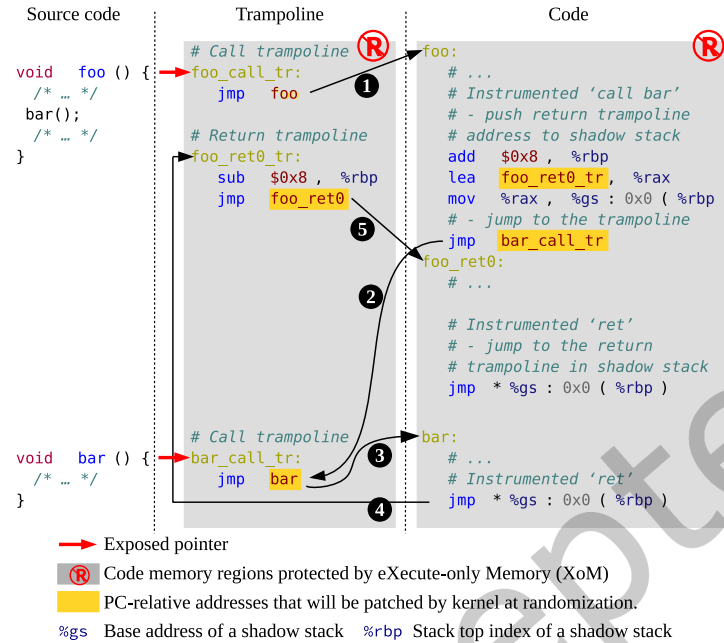 Source code
Trampoline
Code
void foo () {
/* … */
bar();
/* … */
}
# Call trampoline
foo_call_tr:
jmp foo
# Return trampoline
foo_ret0_tr:
sub $0x8 , %rbp
jmp foo_ret0
R
R
foo:
# ...
# Instrumented ‘call bar’
# - push return trampoline
# address to shadow stack
add $0x8 , %rbp
lea foo_ret0_tr, %rax
mov %rax , %gs : 0x0 ( %rbp
# - jump to the trampoline
jmp bar_call_tr
foo_ret0:
# ...
# Instrumented ‘ret’
# - jump to the return
# trampoline in shadow stack
jmp * %gs : 0x0 ( %rbp )
1
5
2
3
4
void bar () {
/* … */
}
# Call trampoline
bar_call_tr:
jmp bar
bar:
# ...
# Instrumented ‘ret’
jmp * %gs : 0x0 ( %rbp )
Exposed pointer
R Code memory regions protected by eXecute-only Memory (XoM)
PC-relative addresses that will be patched by kernel at randomization.
%gs Base address of a shadow stack %rbp Stack top index of a shadow stack